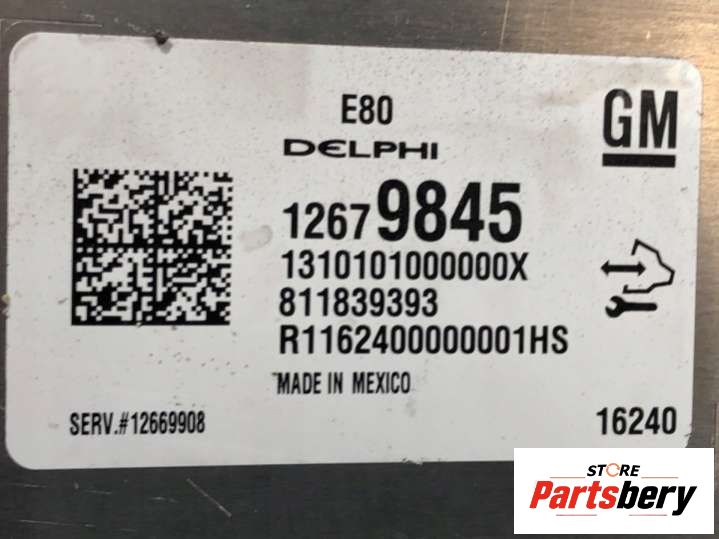 E80
GM
DELPHI
12679845
1310101000000X
811839393
R1162400000001HS
MADE IN MEXICO
SERV.#12669908
16240
STORE
Partsbery